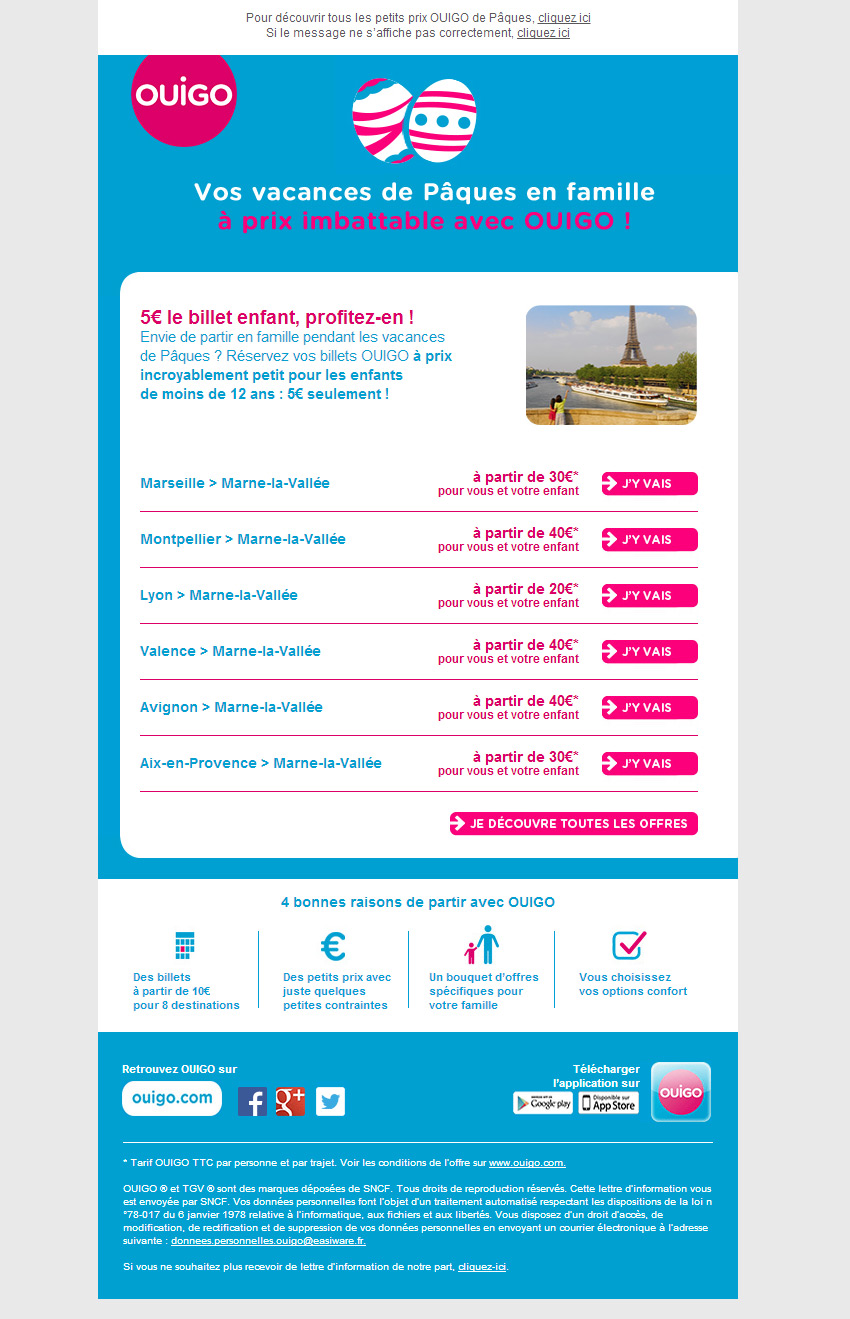 Pour découvrir tous les petits prix OUIGO de Pâques, cliquez ici
Si le message ne s'affiche pas correctement, cliquez ici
OUIGO
Vos vacances de Pâques en famille
à prix imbattable avec OUIGO !
5€ le billet enfant, profitez-en !
Envie de partir en famille pendant les vacances
de Pâques ? Réservez vos billets OUIGO à prix
incroyablement petit pour les enfants
de moins de 12 ans : 5€ seulement !
Marseille > Marne-la-Vallée
à partir de 30€*
pour vous et votre enfant
J'Y VAIS
Montpellier > Marne-la-Vallée
à partir de 40€*
pour vous et votre enfant
J'Y VAIS
Lyon > Marne-la-Vallée
à partir de 20€*
pour vous et votre enfant
J'Y VAIS
Valence > Marne-la-Vallée
à partir de 40€*
pour vous et votre enfant
J'Y VAIS
Avignon > Marne-la-Vallée
à partir de 40€*
pour vous et votre enfant
J'Y VAIS
Aix-en-Provence > Marne-la-Vallée
à partir de 30€*
pour vous et votre enfant
J'Y VAIS
JE DÉCOUVRE TOUTES LES OFFRES
4 bonnes raisons de partir avec OUIGO
Des billets
à partir de 10€
pour 8 destinations
€
Des petits prix avec
juste quelques
petites contraintes
Un bouquet d'offres
spécifiques pour
votre famille
Vous choisissez
vos options confort
Retrouvez OUIGO sur
ouigo.com
f
g+
Télécharger
l'application sur
Google play
Disponible sur
App Store
OUIGO
* Tarif OUIGO TTC par personne et par trajet. Voir les conditions de l'offre sur www.ouigo.com.
OUIGO ® et TGV ® sont des marques déposées de SNCF. Tous droits de reproduction réservés. Cette lettre d'information vous
est envoyée par SNCF. Vos données personnelles font l'objet d'un traitement automatisé respectant les dispositions de la loi n
°78-017 du 6 janvier 1978 relative à l'informatique, aux fichiers et aux libertés. Vous disposez d'un droit d'accès, de
modification, de rectification et de suppression de vos données personnelles en envoyant un courrier électronique à l'adresse
suivante : donnees.personnelles.ouigo@easiware.fr.
Si vous ne souhaitez plus recevoir de lettre d'information de notre part, cliquez-ici.